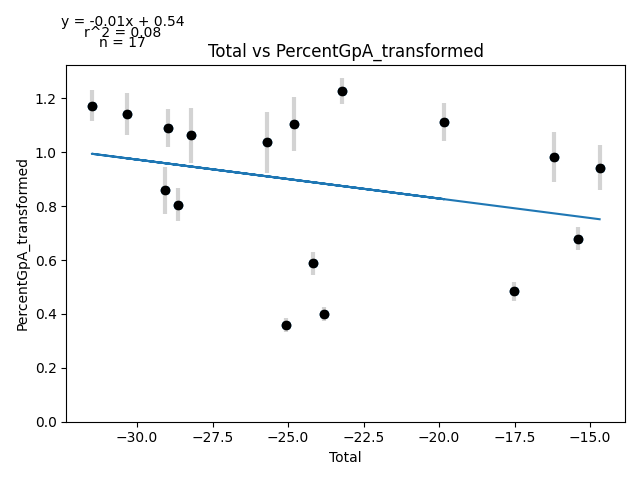 y = -0.01x + 0.54
r^2 = 0.08
n = 17
Total vs PercentGpA_transformed
PercentGpA_transformed
1.2
1.0
0.8
0.6
0.4
0.2
0.0
−30.0 −27.5 −25.0 −22.5 −20.0 −17.5 −15.0
Total